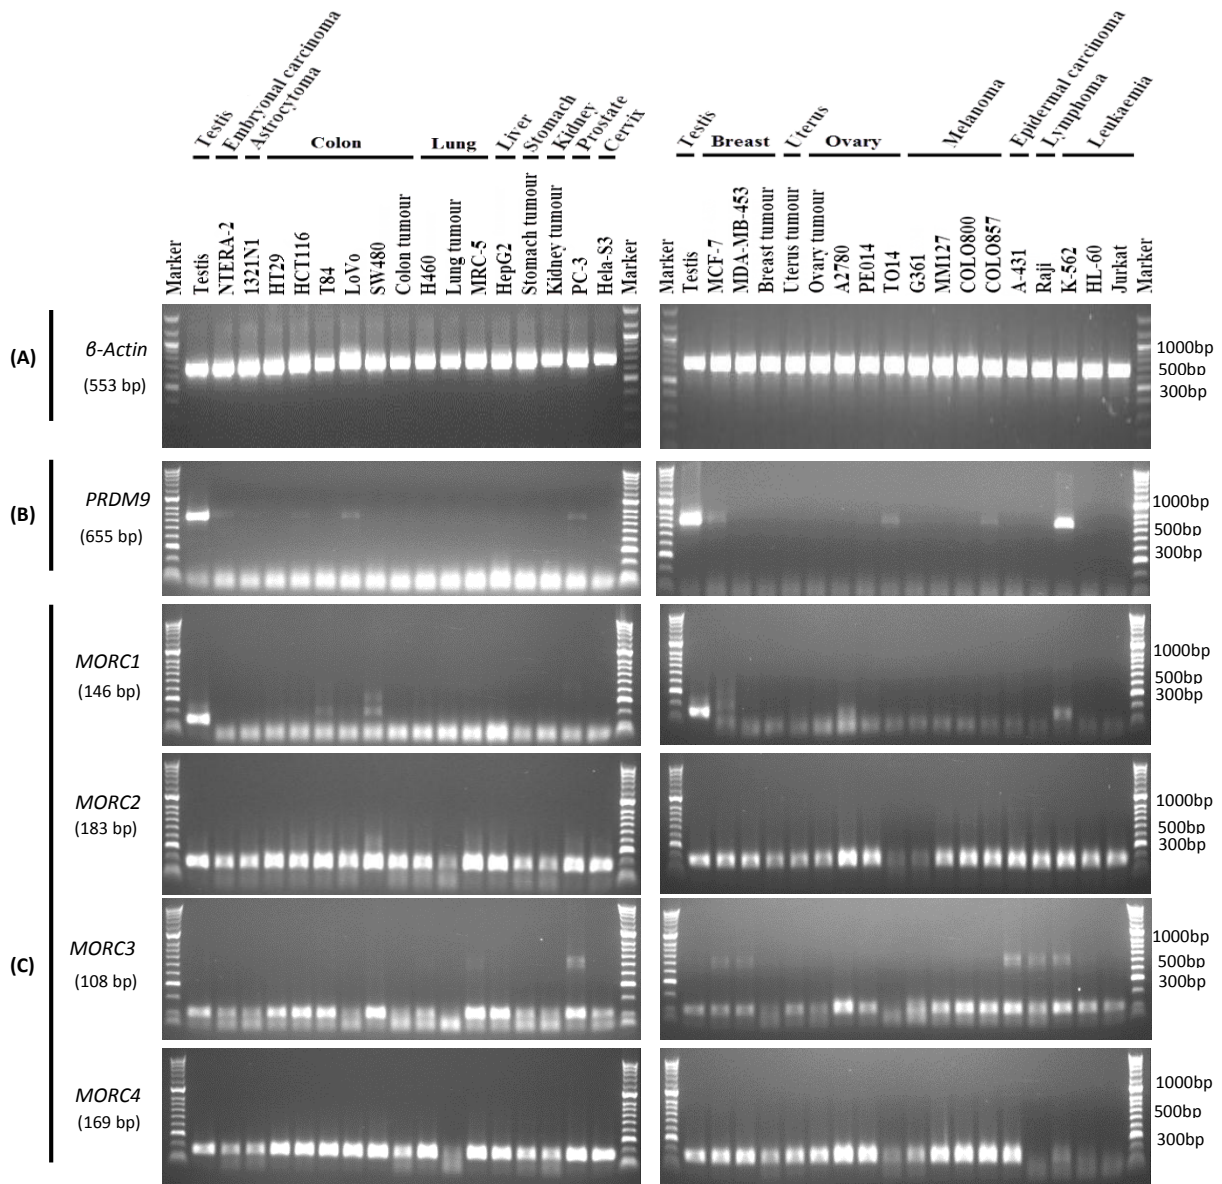 Testis
Embryonal carcinoma
Astrocytoma
Colon
Lung
Liver
Stomach
Kidney
Prostate
Cervix
Testis
Breast
Uterus
Ovary
Melanoma
Epidermal carcinoma
Lymphoma
Leukaemia
Marker
Testis
NTERA-2
1321N1
HT29
HCT116
T84
LoVo
SW480
Colon tumour
H460
Lung tumour
MRC-5
HepG2
Stomach tumour
Kidney tumour
PC-3
Hela-S3
Marker
Marker
Testis
MCF-7
MDA-MB-453
Breast tumour
Uterus tumour
Ovary tumour
A2780
PE014
TO14
G361
MM127
COLO800
COLO857
A-431
Raji
K-562
HL-60
Jurkat
Marker
(A)
β-Actin
(553 bp)
1000bp
500bp
300bp
(B)
PRDM9
(655 bp)
1000bp
500bp
300bp
(C)
MORC1
(146 bp)
1000bp
500bp
300bp
MORC2
(183 bp)
1000bp
500bp
300bp
MORC3
(108 bp)
1000bp
500bp
300bp
MORC4
(169 bp)
1000bp
500bp
300bp